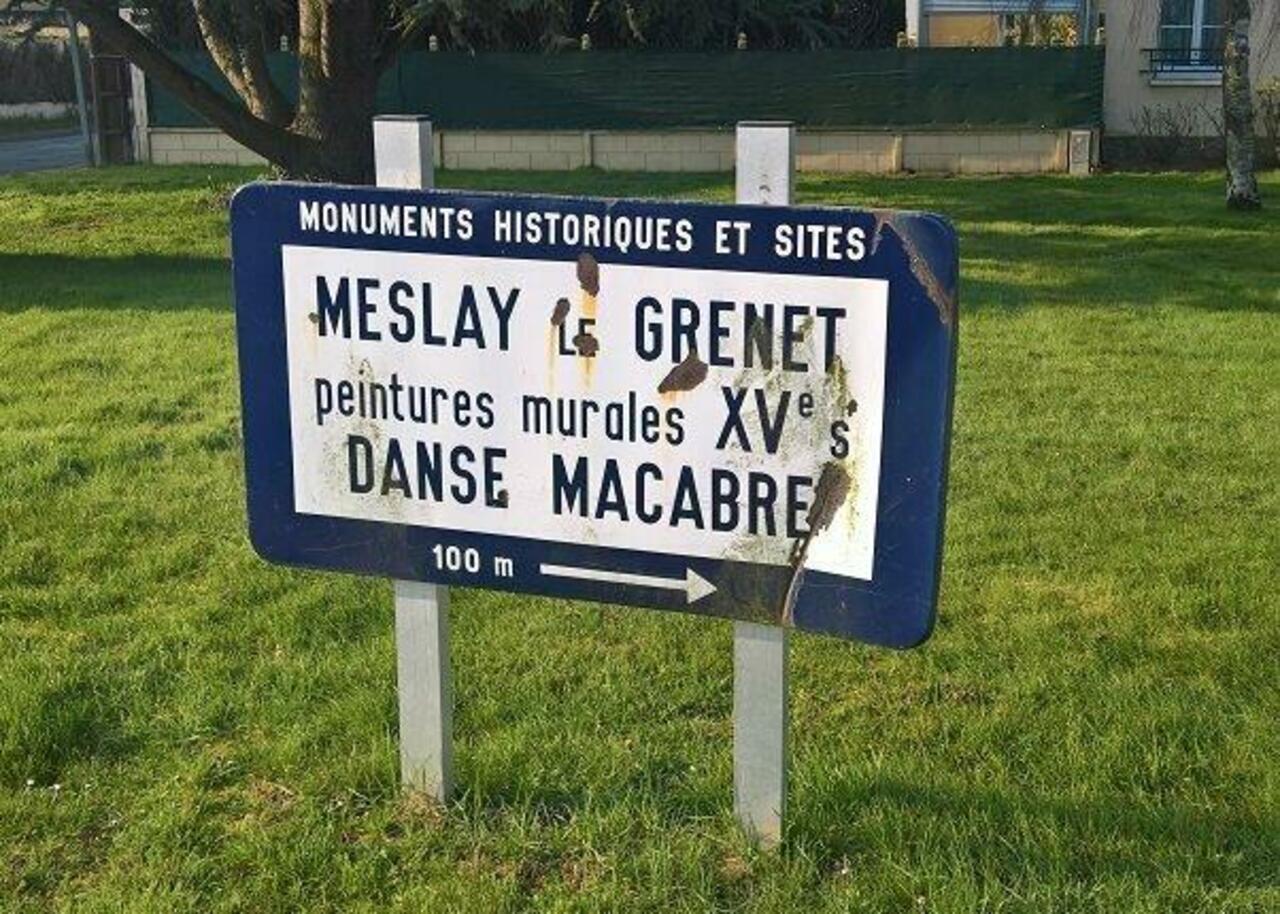 MONUMENTS HISTORIQUES ET SITES
MESLAY LE GRENET
peintures murales XVe s
DANSE MACABRE
100 m